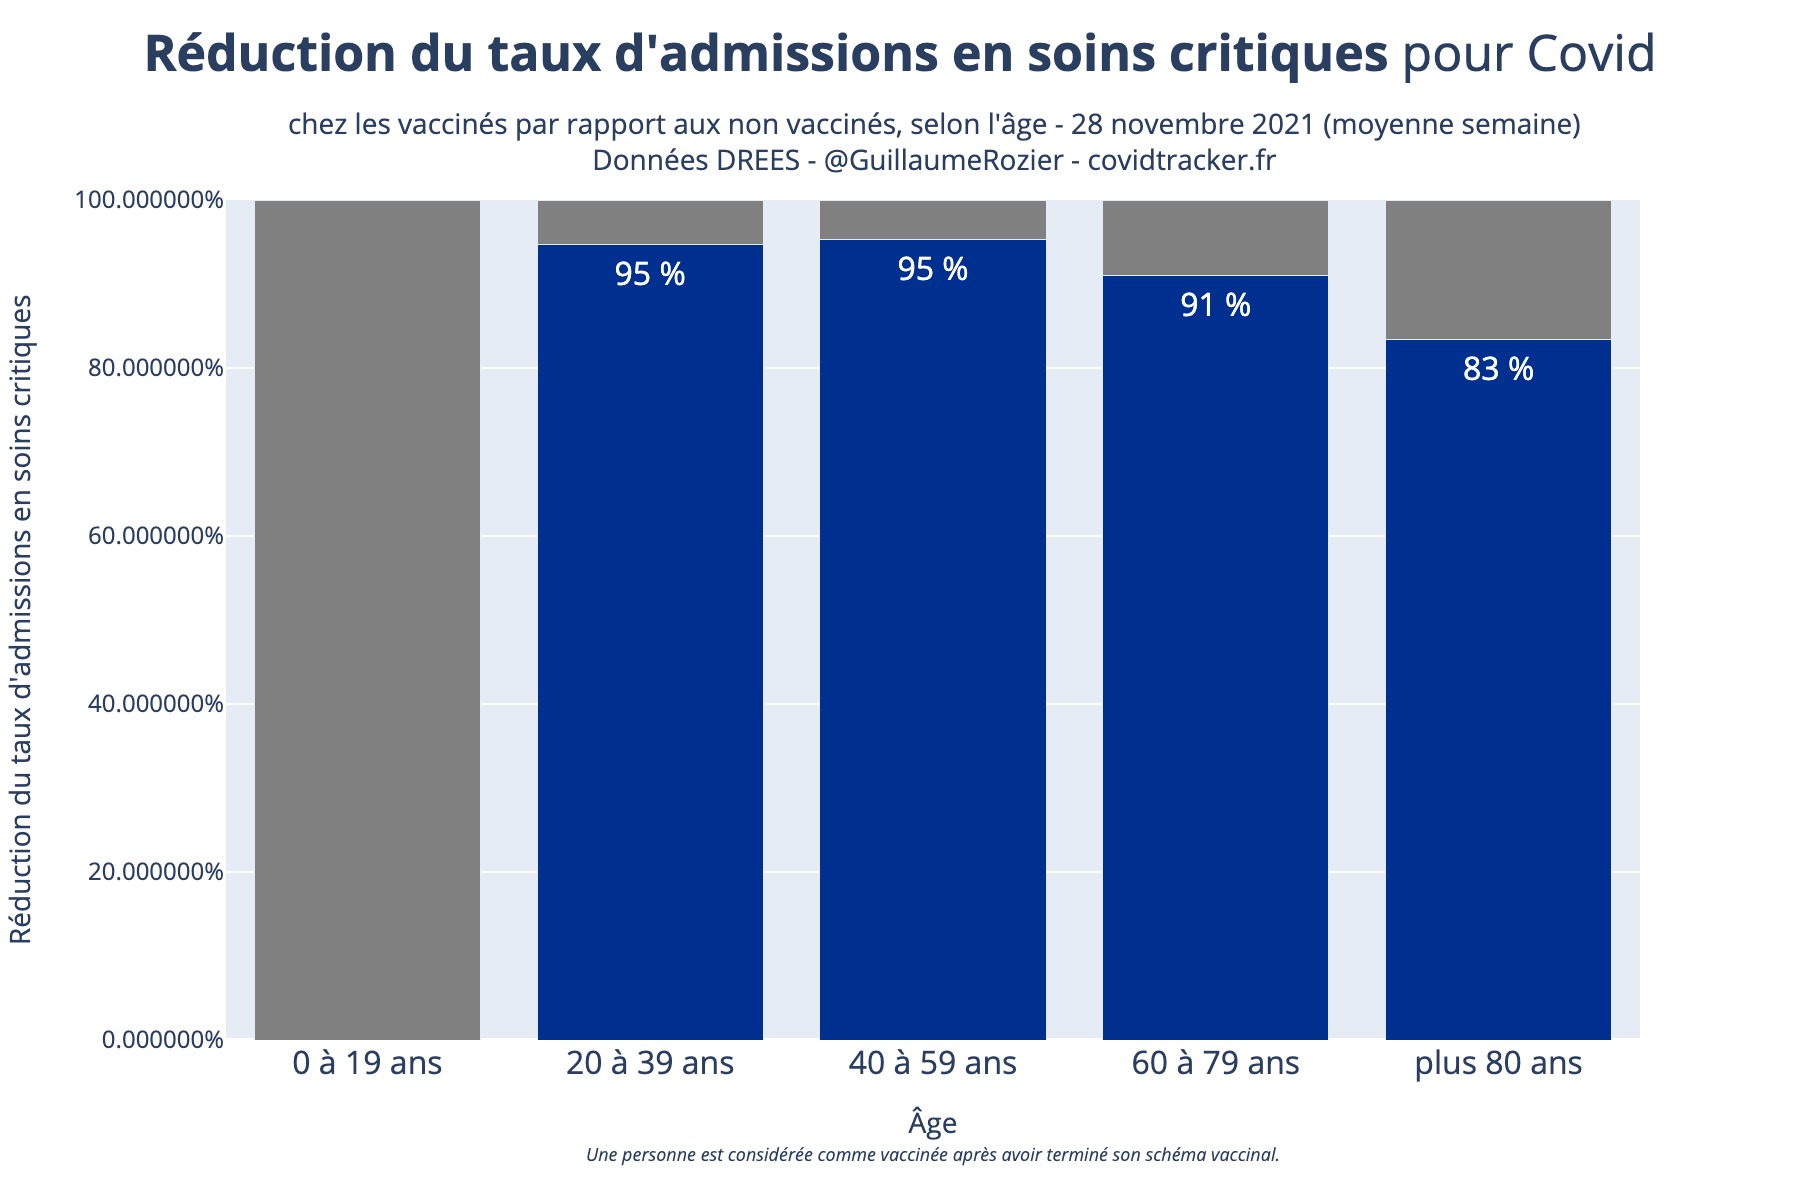 Réduction du taux d'admissions en soins critiques pour Covid
chez les vaccinés par rapport aux non vaccinés, selon l'âge - 28 novembre 2021 (moyenne semaine)
Données DREES - @GuillaumeRozier - covidtracker.fr
Réduction du taux d'admissions en soins critiques
100.000000%
80.000000%
60.000000%
40.000000%
20.000000%
0.000000%
95 %
95 %
91 %
83 %
0 à 19 ans
20 à 39 ans
40 à 59 ans
60 à 79 ans
plus 80 ans
Âge
Une personne est considérée comme vaccinée après avoir terminé son schéma vaccinal.